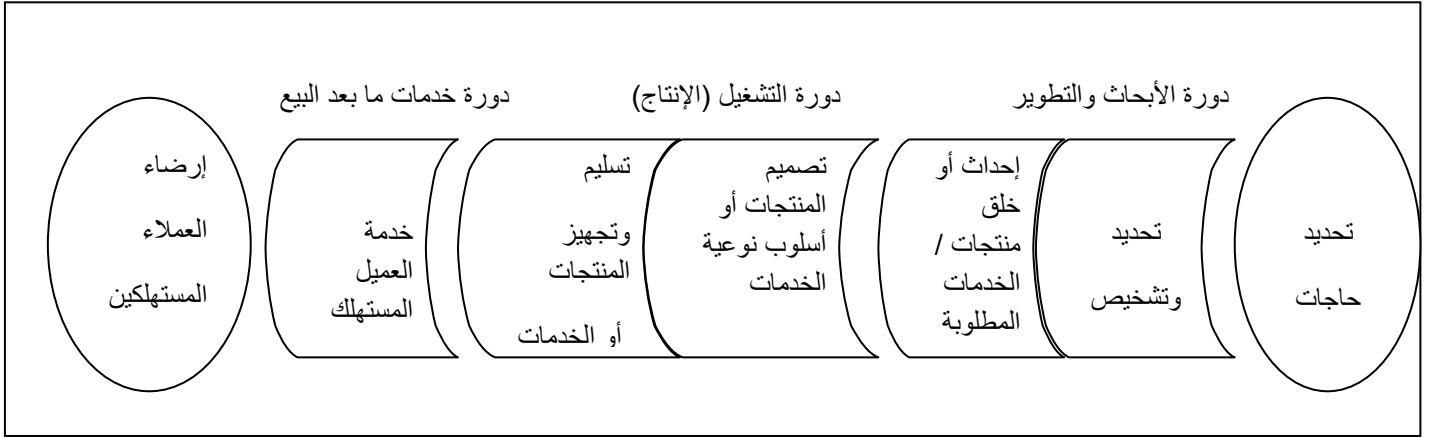 دورة الأبحاث والتطوير
دورة التشغيل (الإنتاج)
دورة خدمات ما بعد البيع
تحديد
حاجات
تحديد
وتشخيص
إحداث أو
خلق
منتجات /
الخدمات
المطلوبة
تصميم
المنتجات أو
أسلوب نوعية
الخدمات
تسليم
وتجهيز
المنتجات
أو الخدمات
خدمة
العميل
المستهلك
إرضاء
العملاء
المستهلكين